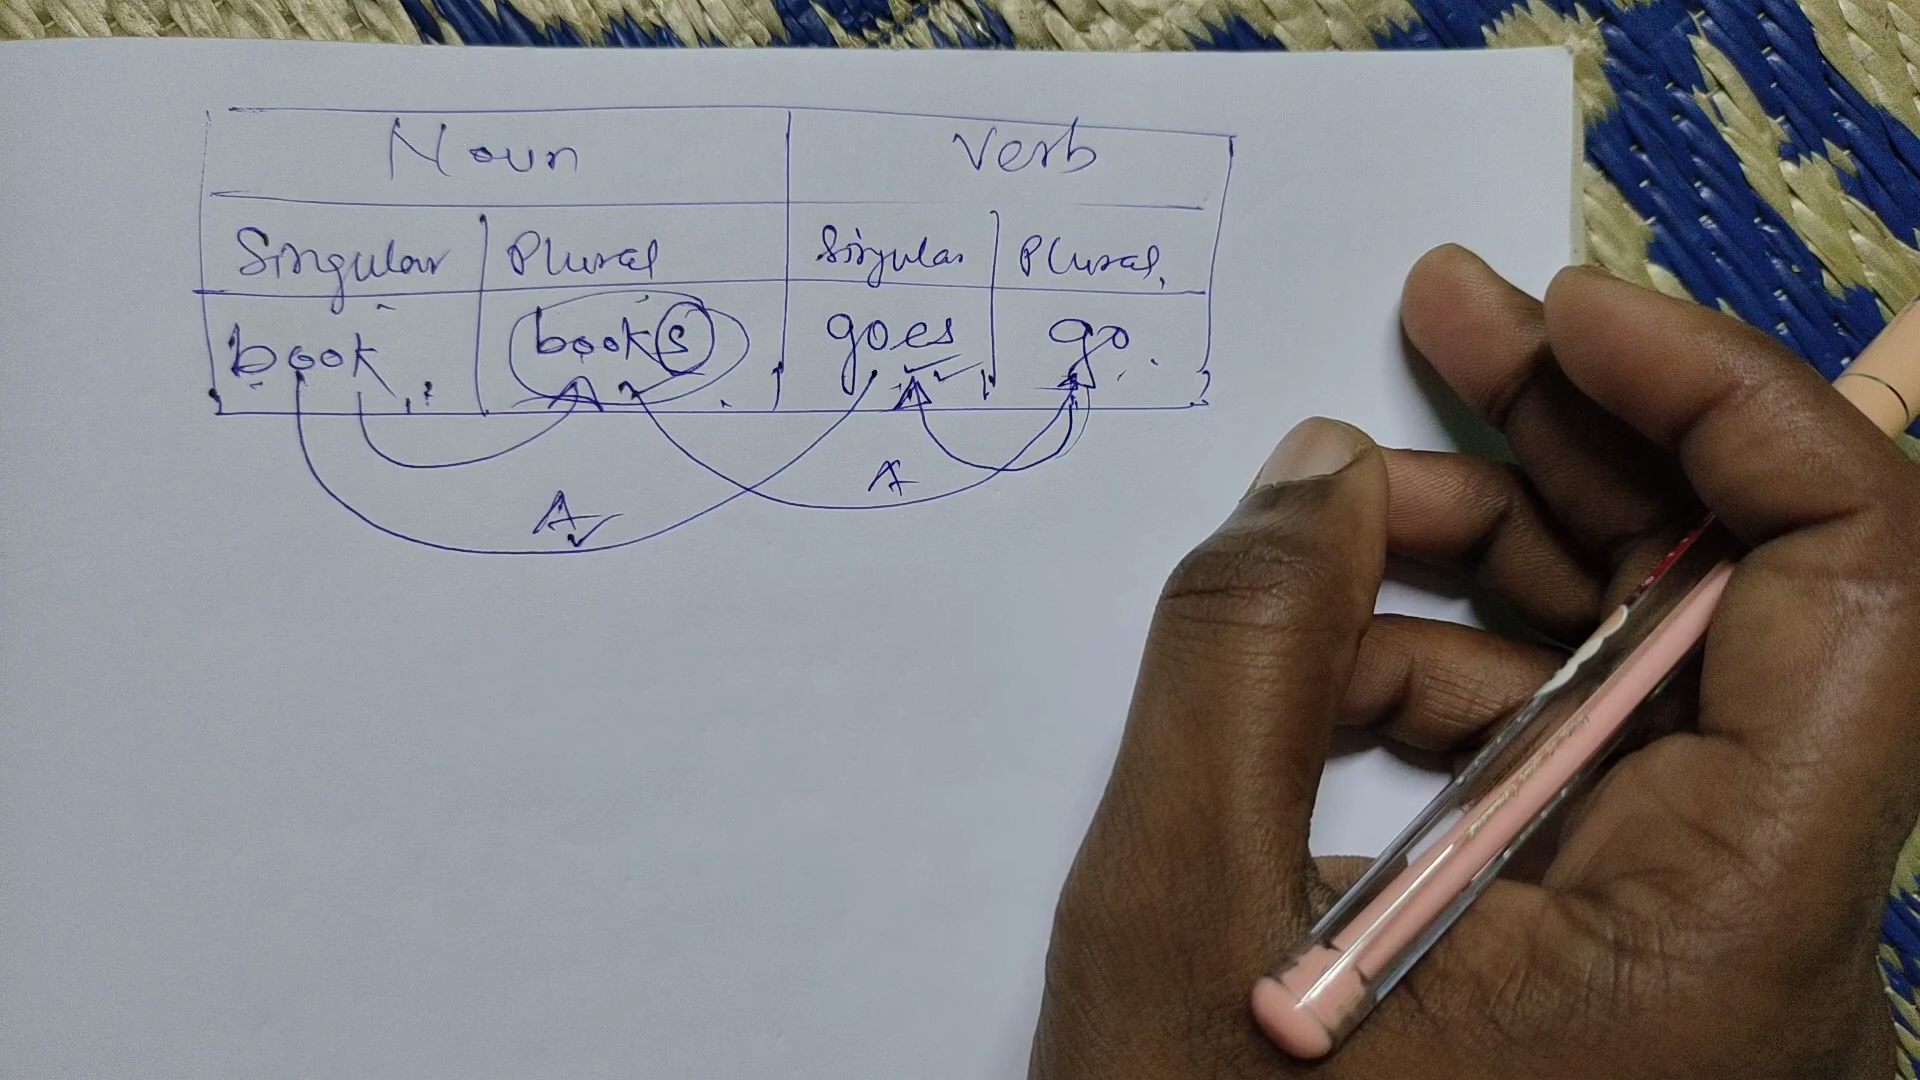 Noun Verb
Singular Plural Singular Plural
book books goes go
A A